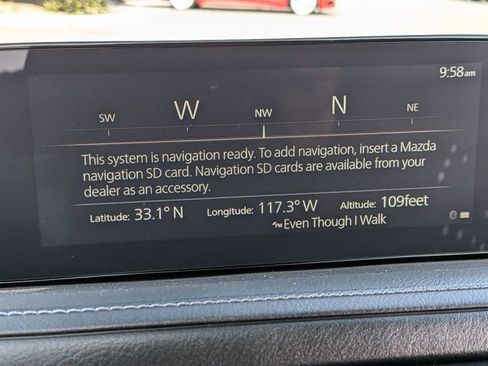 9:58am
SW W NW N NE
This system is navigation ready. To add navigation, insert a Mazda
navigation SD card. Navigation SD cards are available from your
dealer as an accessory.
Latitude: 33.1° N Longitude: 117.3° W Altitude: 109feet
Even Though I Walk